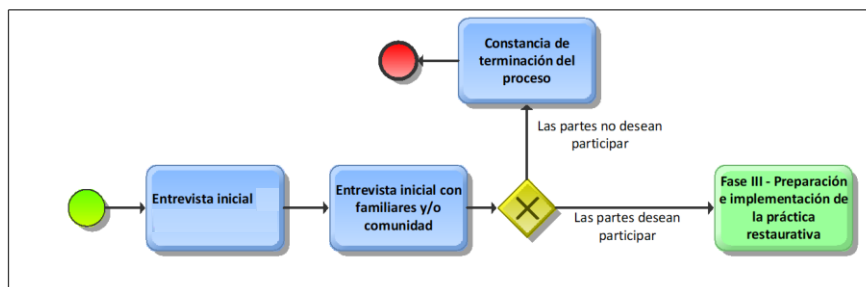 Constancia de
terminación del
proceso
Las partes no desean
participar
Entrevista inicial
Entrevista inicial con
familiares y/o
comunidad
Las partes desean
participar
Fase III - Preparación
e implementación de
la práctica
restaurativa